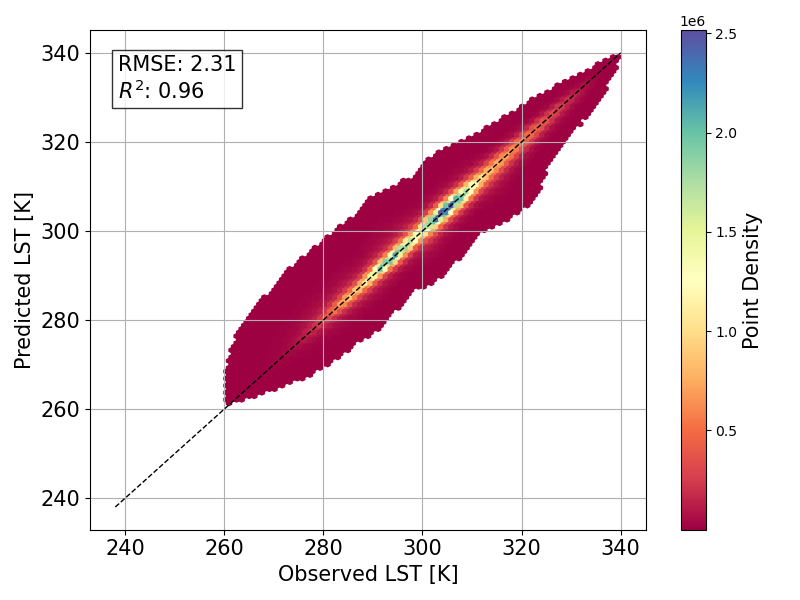 RMSE: 2.31
R²: 0.96
Predicted LST [K]
340
320
300
280
260
240
240 260 280 300 320 340
Observed LST [K]
1e6
2.5
2.0
1.5
1.0
0.5
Point Density